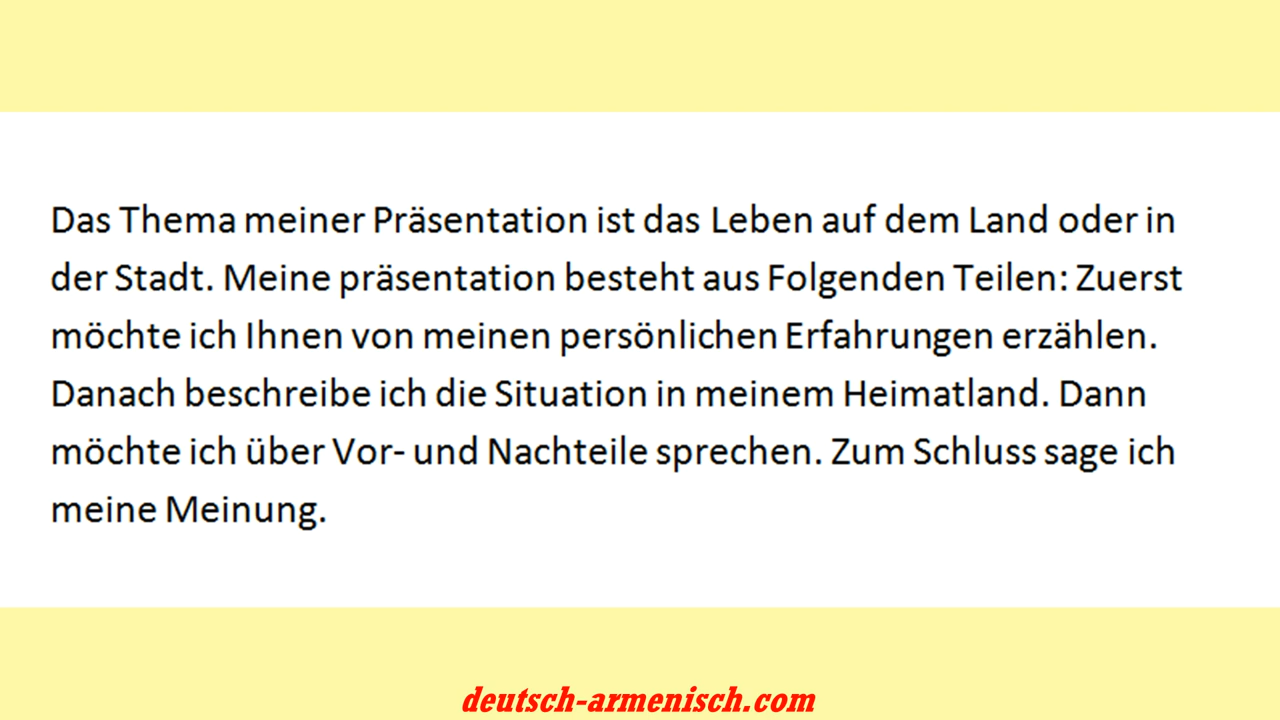 Das Thema meiner Präsentation ist das Leben auf dem Land oder in
der Stadt. Meine präsentation besteht aus Folgenden Teilen: Zuerst
möchte ich Ihnen von meinen persönlichen Erfahrungen erzählen.
Danach beschreibe ich die Situation in meinem Heimatland. Dann
möchte ich über Vor- und Nachteile sprechen. Zum Schluss sage ich
meine Meinung.
deutsch-armenisch.com